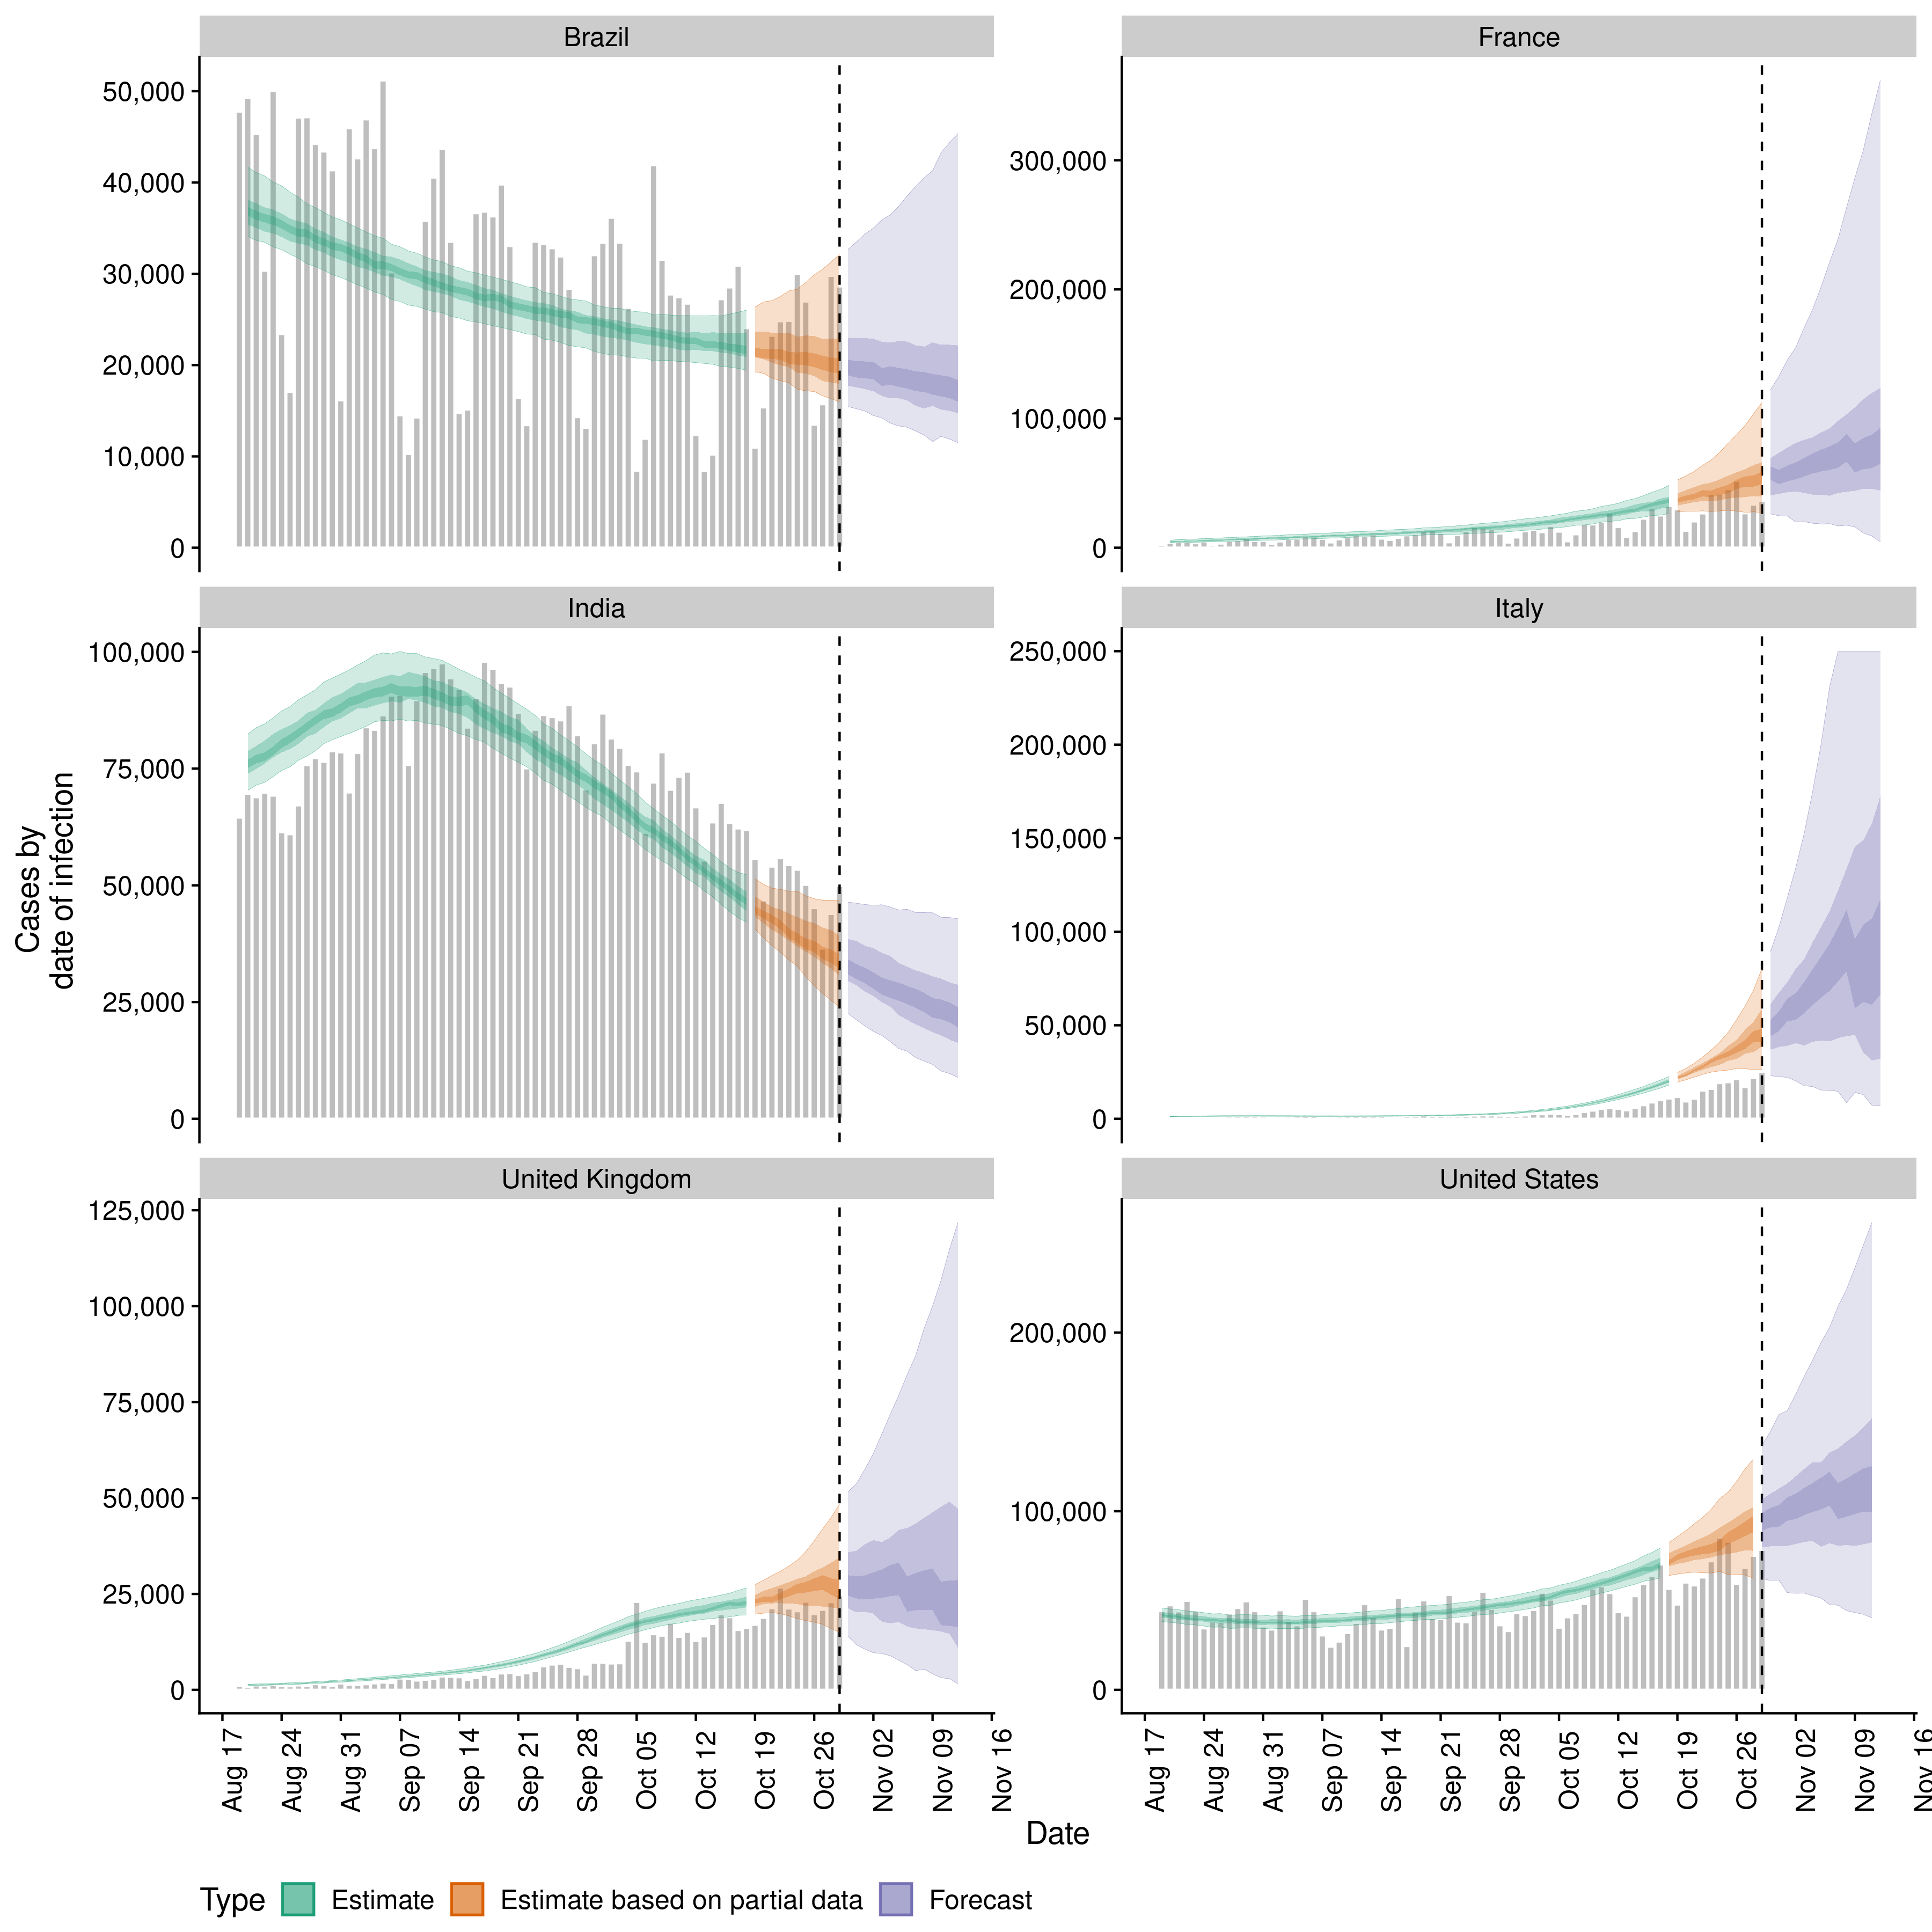 Brazil
France
50,000
40,000
30,000
20,000
10,000
0
300,000
200,000
100,000
0
India
Italy
100,000
75,000
50,000
25,000
0
250,000
200,000
150,000
100,000
50,000
0
Cases by
date of infection
United Kingdom
United States
125,000
100,000
75,000
50,000
25,000
0
200,000
100,000
0
Aug 17
Aug 24
Aug 31
Sep 07
Sep 14
Sep 21
Sep 28
Oct 05
Oct 12
Oct 19
Oct 26
Nov 02
Nov 09
Nov 16
Aug 17
Aug 24
Aug 31
Sep 07
Sep 14
Sep 21
Sep 28
Oct 05
Oct 12
Oct 19
Oct 26
Nov 02
Nov 09
Nov 16
Date
Type Estimate Estimate based on partial data Forecast